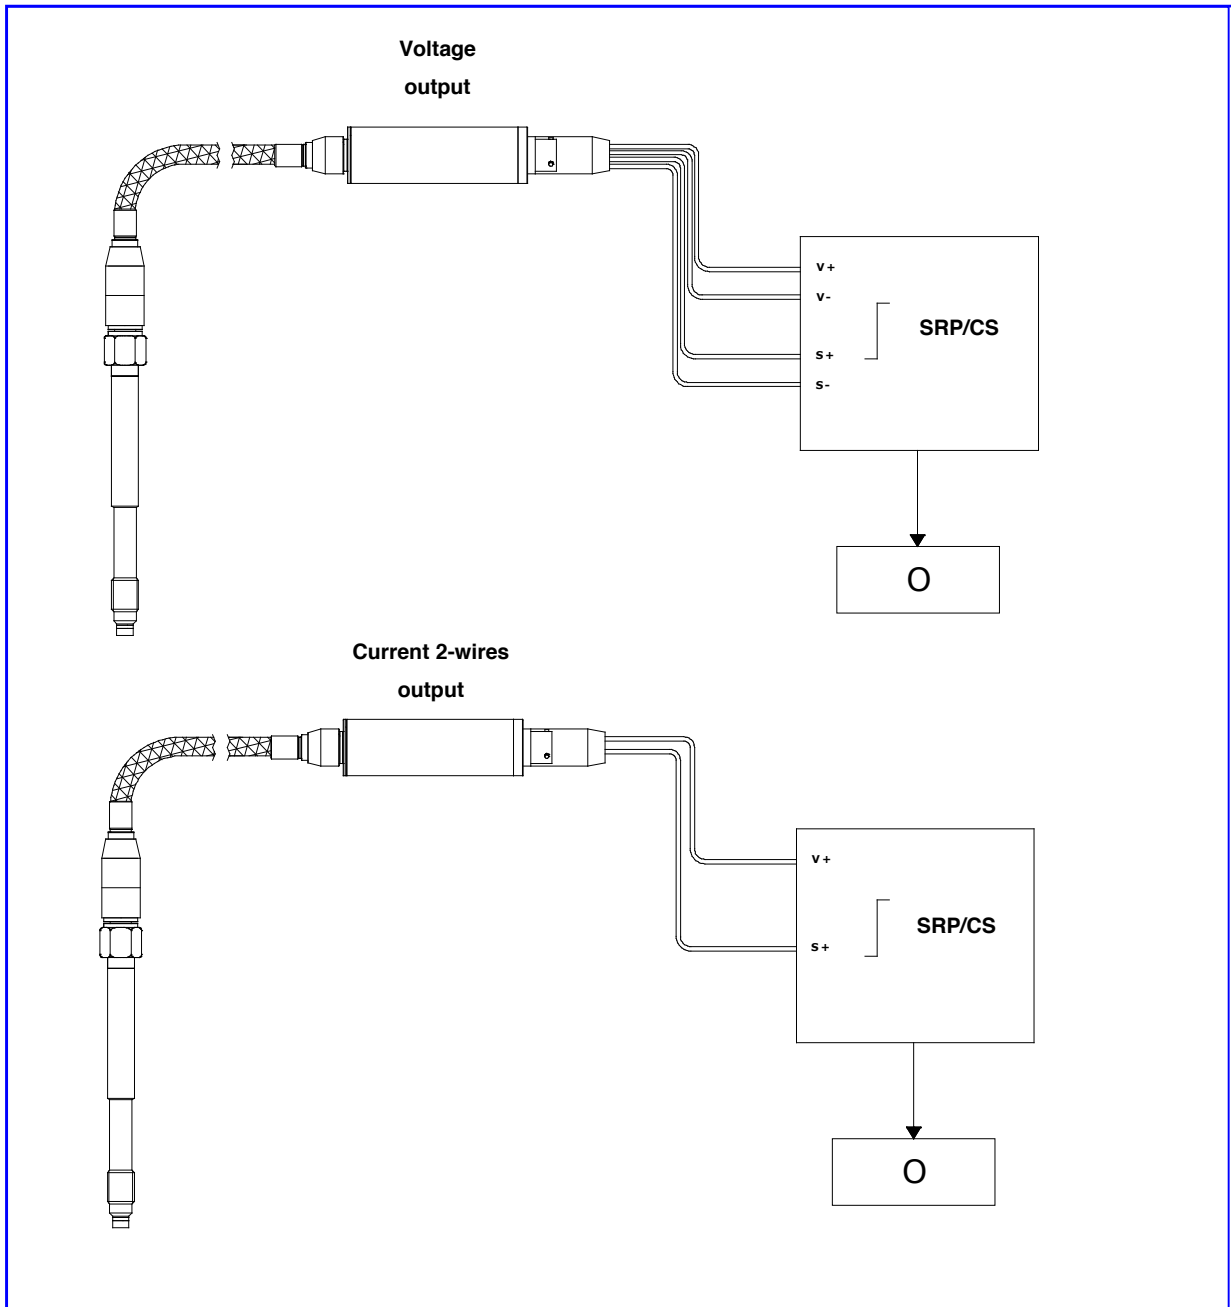 Voltage
output
V+
V-
SRP/CS
S+
S-
O
Current 2-wires
output
V+
SRP/CS
S+
O